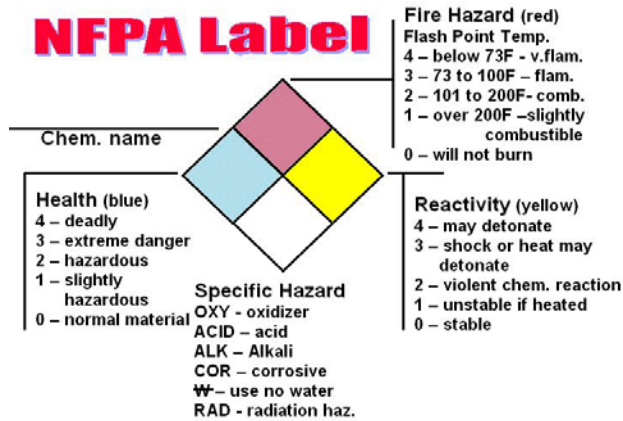 NFPA Label
Fire Hazard (red)
Flash Point Temp.
4 – below 73F - v.flam.
3 – 73 to 100F – flam.
2 – 101 to 200F- comb.
1 – over 200F –slightly
combustible
0 – will not burn
Chem. name
Health (blue)
4 – deadly
3 – extreme danger
2 – hazardous
1 – slightly
hazardous
0 – normal material
Specific Hazard
OXY - oxidizer
ACID – acid
ALK – Alkali
COR – corrosive
W̶ – use no water
RAD - radiation haz.
Reactivity (yellow)
4 – may detonate
3 – shock or heat may
detonate
2 – violent chem. reaction
1 – unstable if heated
0 – stable